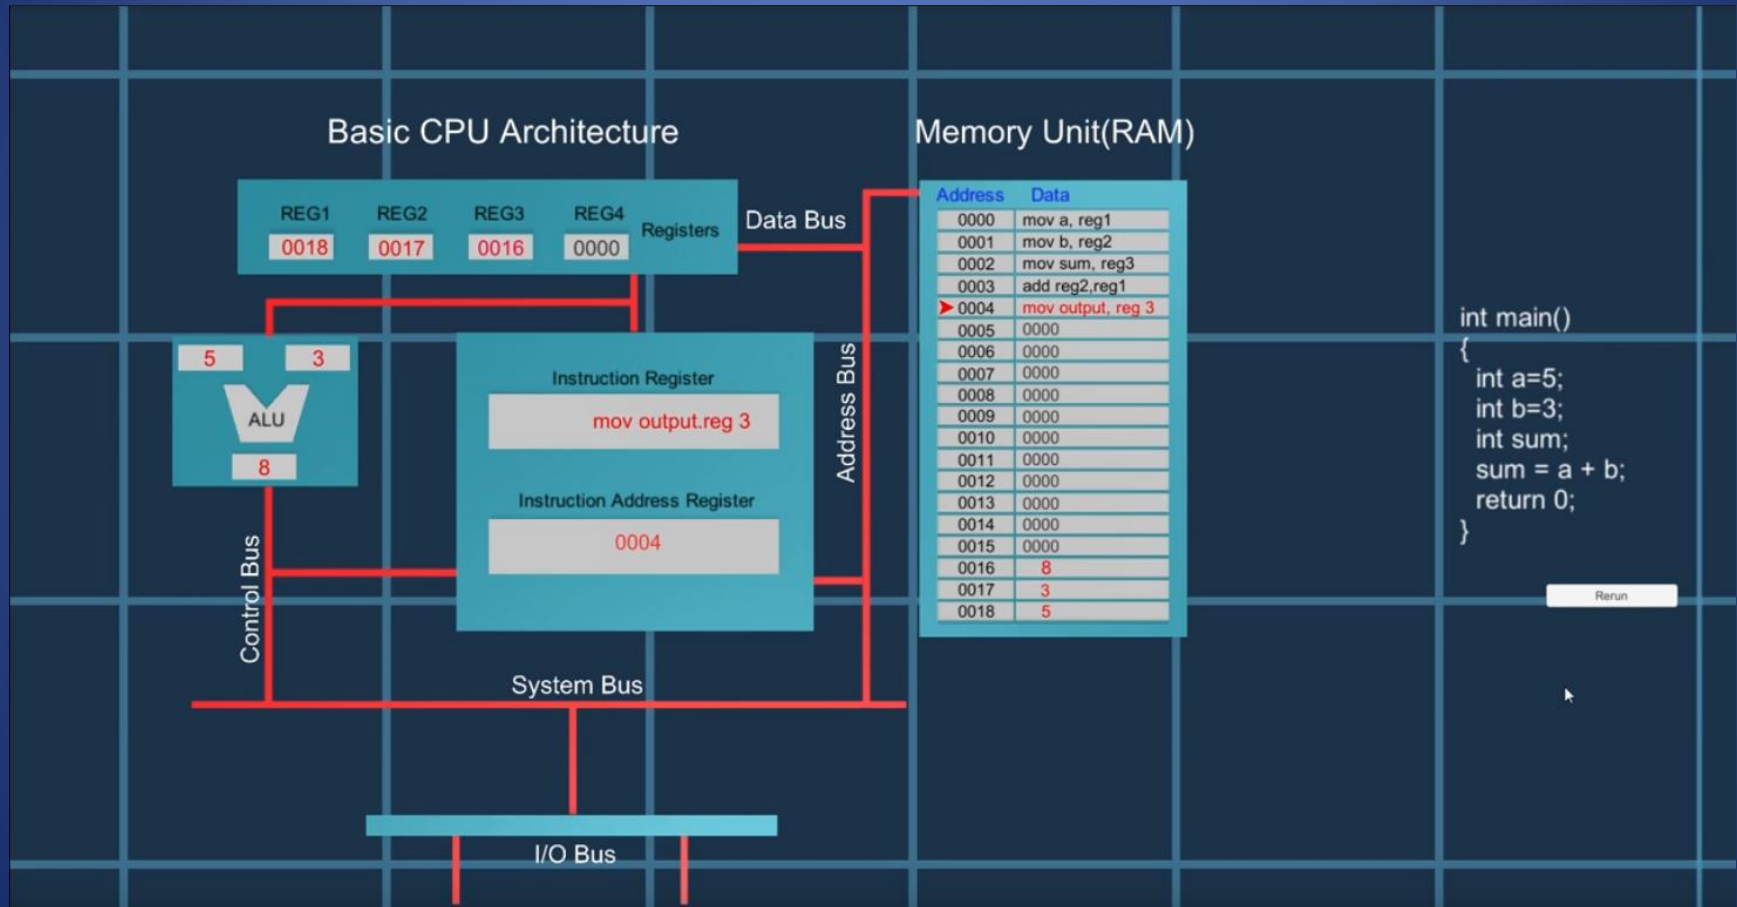 Basic CPU Architecture
Memory Unit(RAM)
REG1 REG2 REG3 REG4
Registers
0018 0017 0016 0000
Data Bus
Address Data
0000 mov a, reg1
0001 mov b, reg2
0002 mov sum, reg3
0003 add reg2,reg1
0004 mov output, reg 3
0005 0000
0006 0000
0007 0000
0008 0000
0009 0000
0010 0000
0011 0000
0012 0000
0013 0000
0014 0000
0015 0000
0016 8
0017 3
0018 5
5 3
ALU
8
Instruction Register
mov output.reg 3
Instruction Address Register
0004
Address Bus
Control Bus
System Bus
I/O Bus
int main()
{
int a=5;
int b=3;
int sum;
sum = a + b;
return 0;
}
Rerun